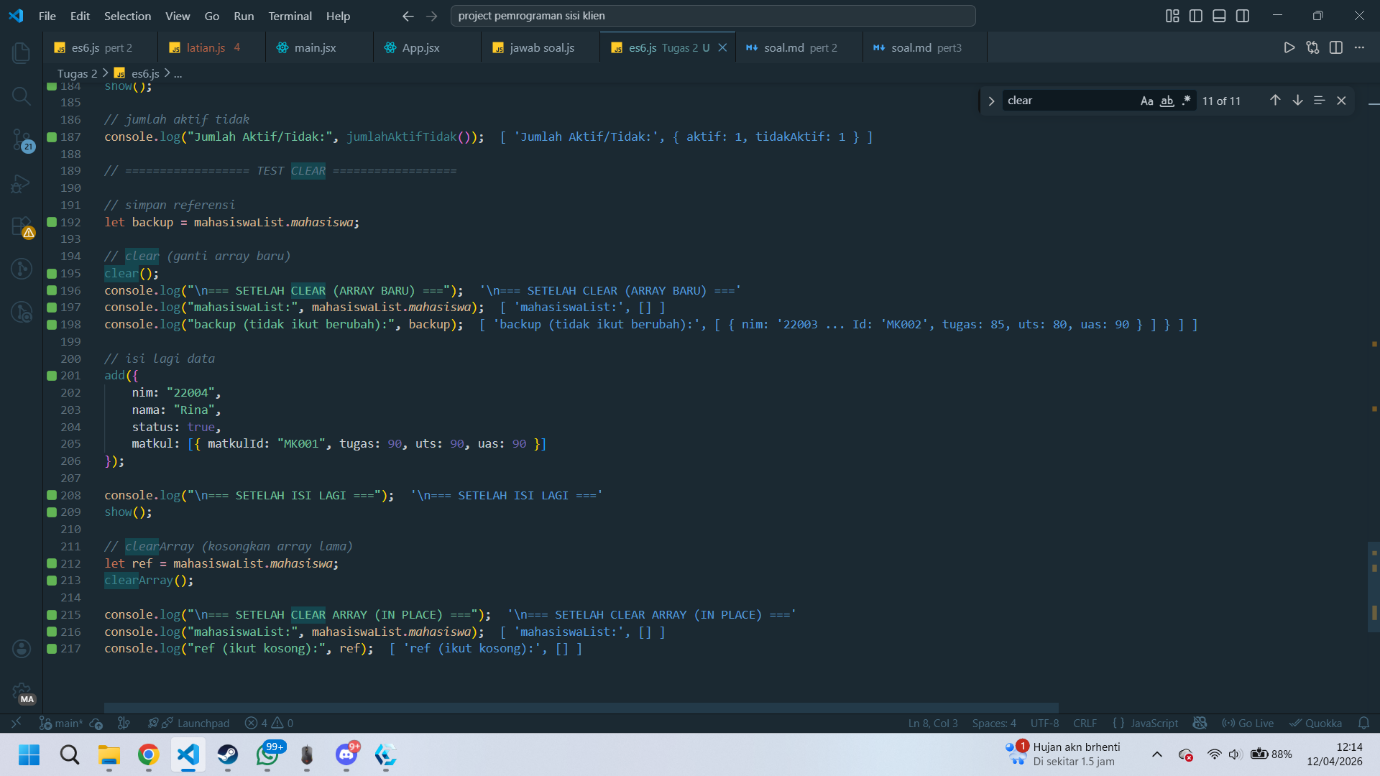 File Edit Selection View Go Run Terminal Help
project pemrograman sisi klien
es6.js pert 2
latian.js 4
main.jsx
App.jsx
jawab soal.js
es6.js Tugas 2 U
soal.md pert 2
soal.md pert3
Tugas 2 > es6.js > ...
clear
Aa ab .*
11 of 11
184 show();
185
186 // jumlah aktif tidak
187 console.log("Jumlah Aktif/Tidak:", jumlahAktifTidak()); [ 'Jumlah Aktif/Tidak:', { aktif: 1, tidakAktif: 1 } ]
188
189 // ================== TEST CLEAR ==================
190
191 // simpan referensi
192 let backup = mahasiswaList.mahasiswa;
193
194 // clear (ganti array baru)
195 clear();
196 console.log("\n=== SETELAH CLEAR (ARRAY BARU) ==="); '\n=== SETELAH CLEAR (ARRAY BARU) ==='
197 console.log("mahasiswaList:", mahasiswaList.mahasiswa); [ 'mahasiswaList:', [] ]
198 console.log("backup (tidak ikut berubah):", backup); [ 'backup (tidak ikut berubah):', [ { nim: '22003 ... Id: 'MK002', tugas: 85, uts: 80, uas: 90 } ] } ] ]
199
200 // isi lagi data
201 add({
202 nim: "22004",
203 nama: "Rina",
204 status: true,
205 matkul: [{ matkulId: "MK001", tugas: 90, uts: 90, uas: 90 }]
206 });
207
208 console.log("\n=== SETELAH ISI LAGI ==="); '\n=== SETELAH ISI LAGI ==='
209 show();
210
211 // clearArray (kosongkan array lama)
212 let ref = mahasiswaList.mahasiswa;
213 clearArray();
214
215 console.log("\n=== SETELAH CLEAR ARRAY (IN PLACE) ==="); '\n=== SETELAH CLEAR ARRAY (IN PLACE) ==='
216 console.log("mahasiswaList:", mahasiswaList.mahasiswa); [ 'mahasiswaList:', [] ]
217 console.log("ref (ikut kosong):", ref); [ 'ref (ikut kosong):', [] ]
21
MA
main* Launchpad 4 0 Ln 8, Col 3 Spaces: 4 UTF-8 CRLF { } JavaScript Go Live Quokka
99+
9+
1
Hujan akn brhenti
Di sekitar 1.5 jam
88%
12:14
12/04/2026